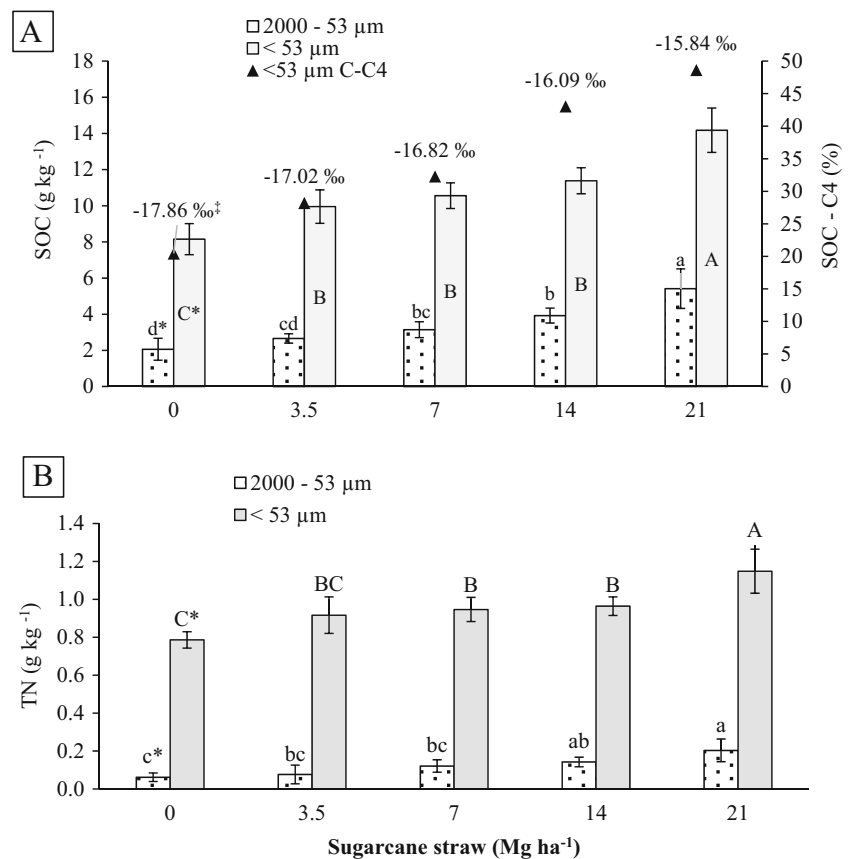 A
2000 - 53 µm
< 53 µm
<53 µm C-C4
SOC (g kg⁻¹)
18
16
14
12
10
8
6
4
2
0
-17.86 ‰‡
-17.02 ‰
-16.82 ‰
-16.09 ‰
-15.84 ‰
d*
C*
cd
B
bc
B
b
B
a
A
50
45
40
35
30
25
20
15
10
5
0
SOC - C4 (%)
0 3.5 7 14 21
B
2000 - 53 µm
< 53 µm
TN (g kg⁻¹)
1.4
1.2
1.0
0.8
0.6
0.4
0.2
0.0
c*
C*
bc
BC
bc
B
ab
B
a
A
0 3.5 7 14 21
Sugarcane straw (Mg ha⁻¹)